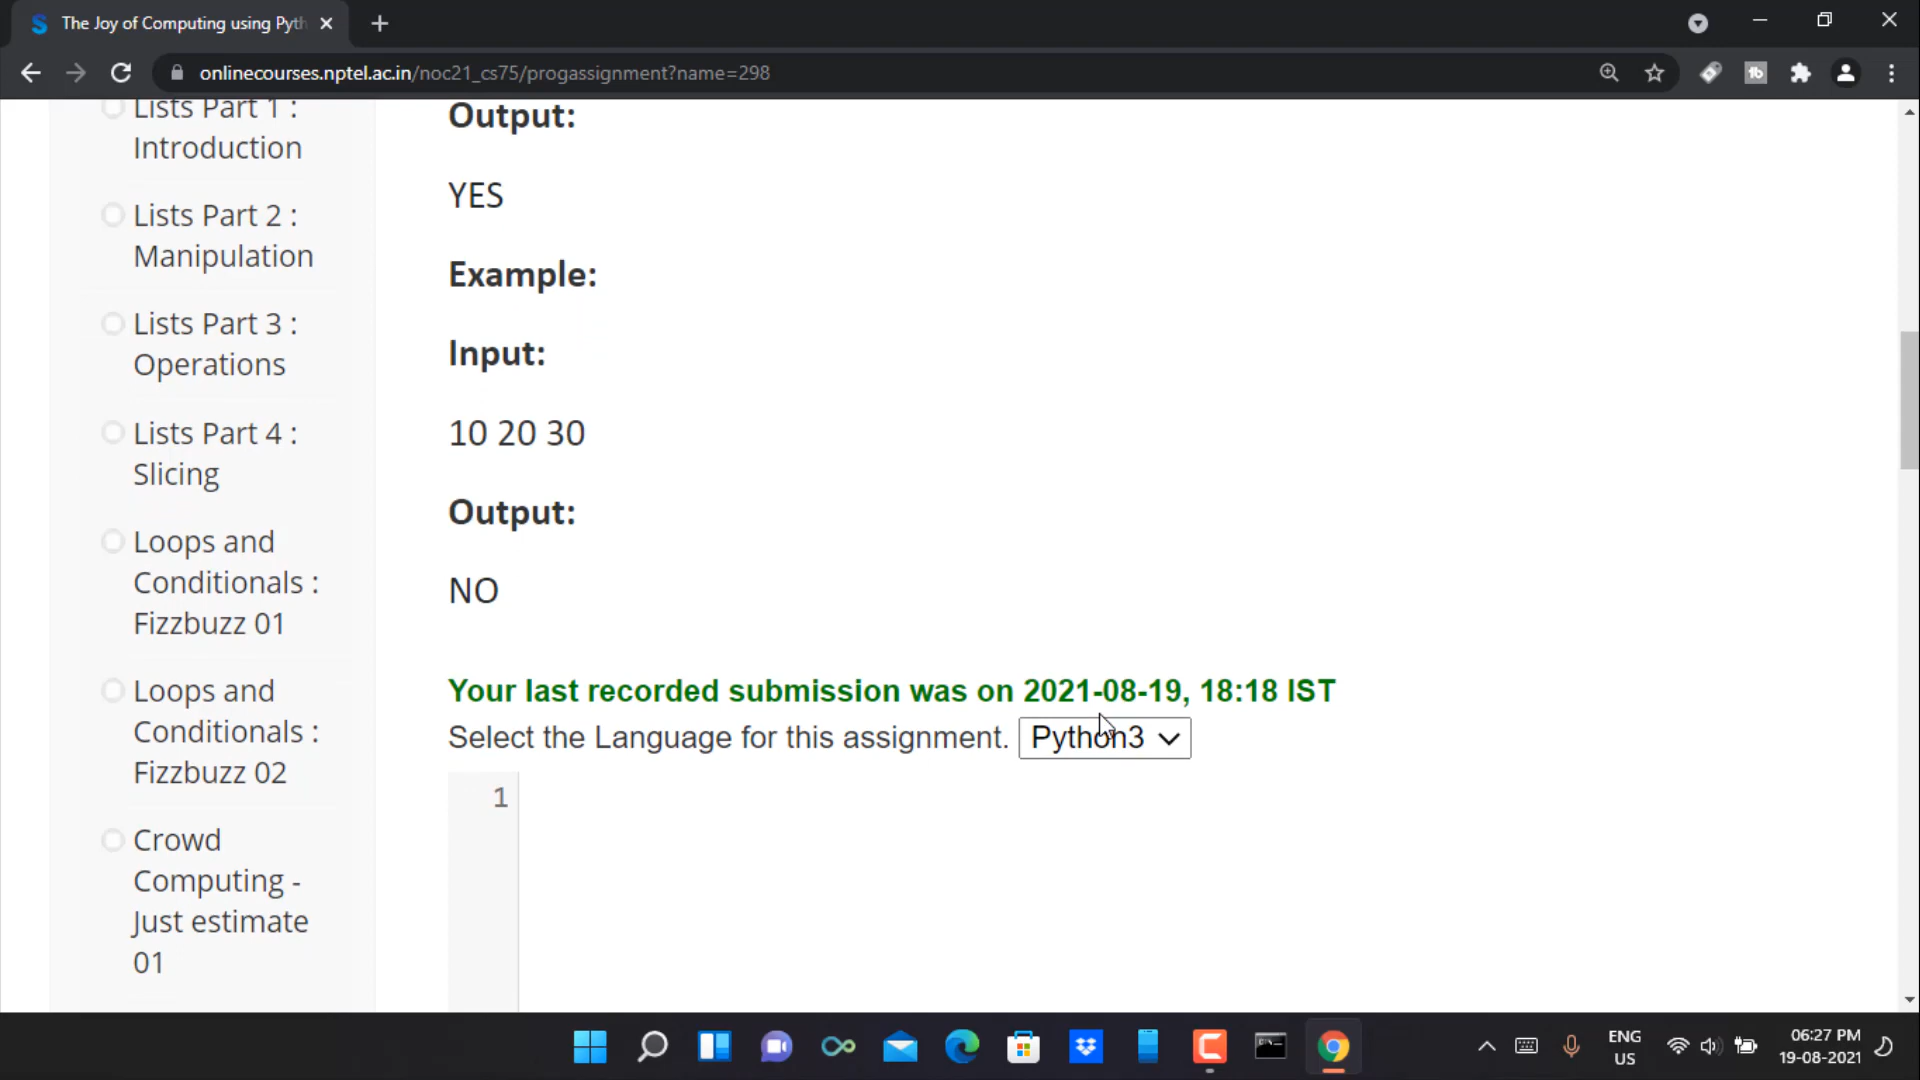 The Joy of Computing using Pyth
onlinecourses.nptel.ac.in/noc21_cs75/progassignment?name=298
Lists Part 1 :
Introduction
Lists Part 2 :
Manipulation
Lists Part 3 :
Operations
Lists Part 4 :
Slicing
Loops and
Conditionals :
Fizzbuzz 01
Loops and
Conditionals :
Fizzbuzz 02
Crowd
Computing -
Just estimate
01
Output:
YES
Example:
Input:
10 20 30
Output:
NO
Your last recorded submission was on 2021-08-19, 18:18 IST
Select the Language for this assignment. Python3
1
ENG
US
06:27 PM
19-08-2021